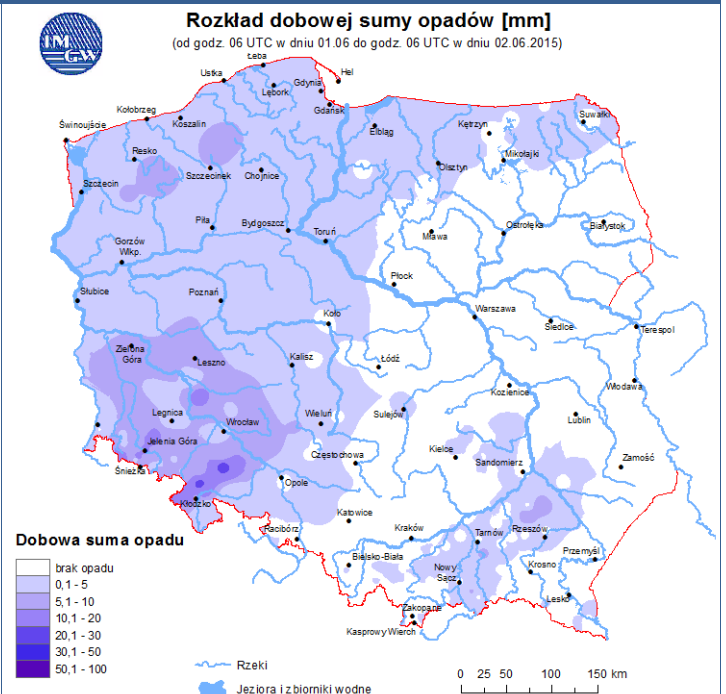 IM
GW
Rozkład dobowej sumy opadów [mm]
(od godz. 06 UTC w dniu 01.06 do godz. 06 UTC w dniu 02.06.2015)
Łeba
Ustka
Hel
Gdynia
Lębork
Kołobrzeg
Gdańsk
Suwałki
Świnoujście
Koszalin
Elbląg
Kętrzyn
Resko
Mikołajki
Olsztyn
Szczecin
Szczecinek
Chojnice
Piła
Bydgoszcz
Toruń
Mława
Ostrołęka
Białystok
Gorzów
Wlkp.
Płock
Słubice
Poznań
Koło
Warszawa
Siedlce
Terespol
Zielona
Góra
Leszno
Kalisz
Łódź
Kozienice
Włodawa
Legnica
Wrocław
Wieluń
Sulejów
Lublin
Jelenia Góra
Częstochowa
Kielce
Sandomierz
Zamość
Śnieżka
Opole
Kłodzko
Katowice
Racibórz
Kraków
Tarnów
Rzeszów
Przemyśl
Bielsko-Biała
Nowy
Sącz
Krosno
Lesko
Zakopane
Kasprowy Wierch
Dobowa suma opadu
brak opadu
0,1 - 5
5,1 - 10
10,1 - 20
20,1 - 30
30,1 - 50
50,1 - 100
Rzeki
Jeziora i zbiorniki wodne
0 25 50 100 150 km